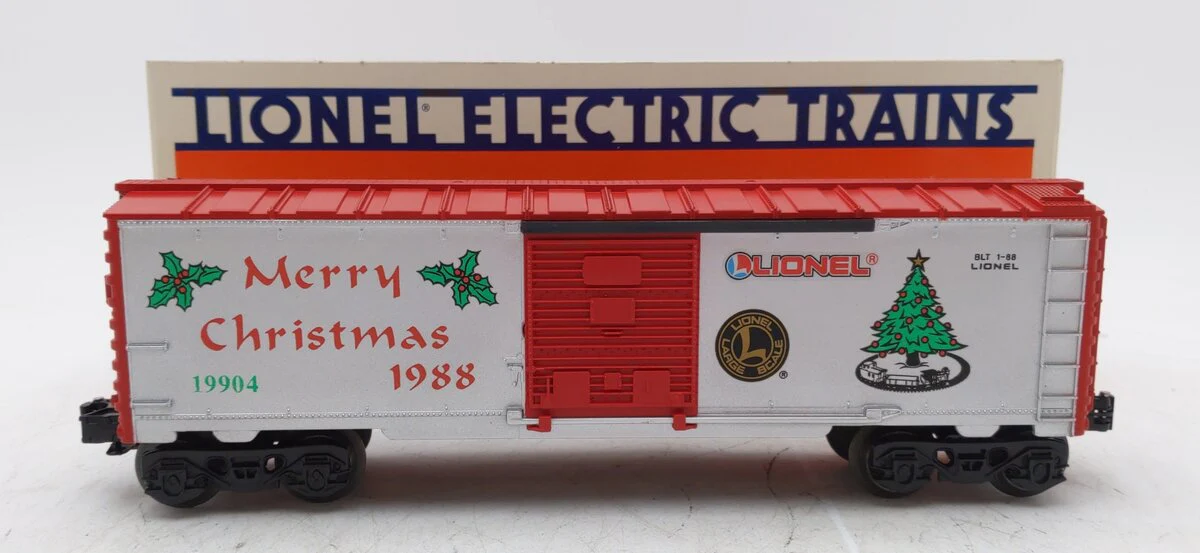 LIONEL® ELECTRIC TRAINS
Merry
Christmas
1988
19904
LIONEL®
LIONEL
L
LARGE SCALE
®
BLT 1-88
LIONEL